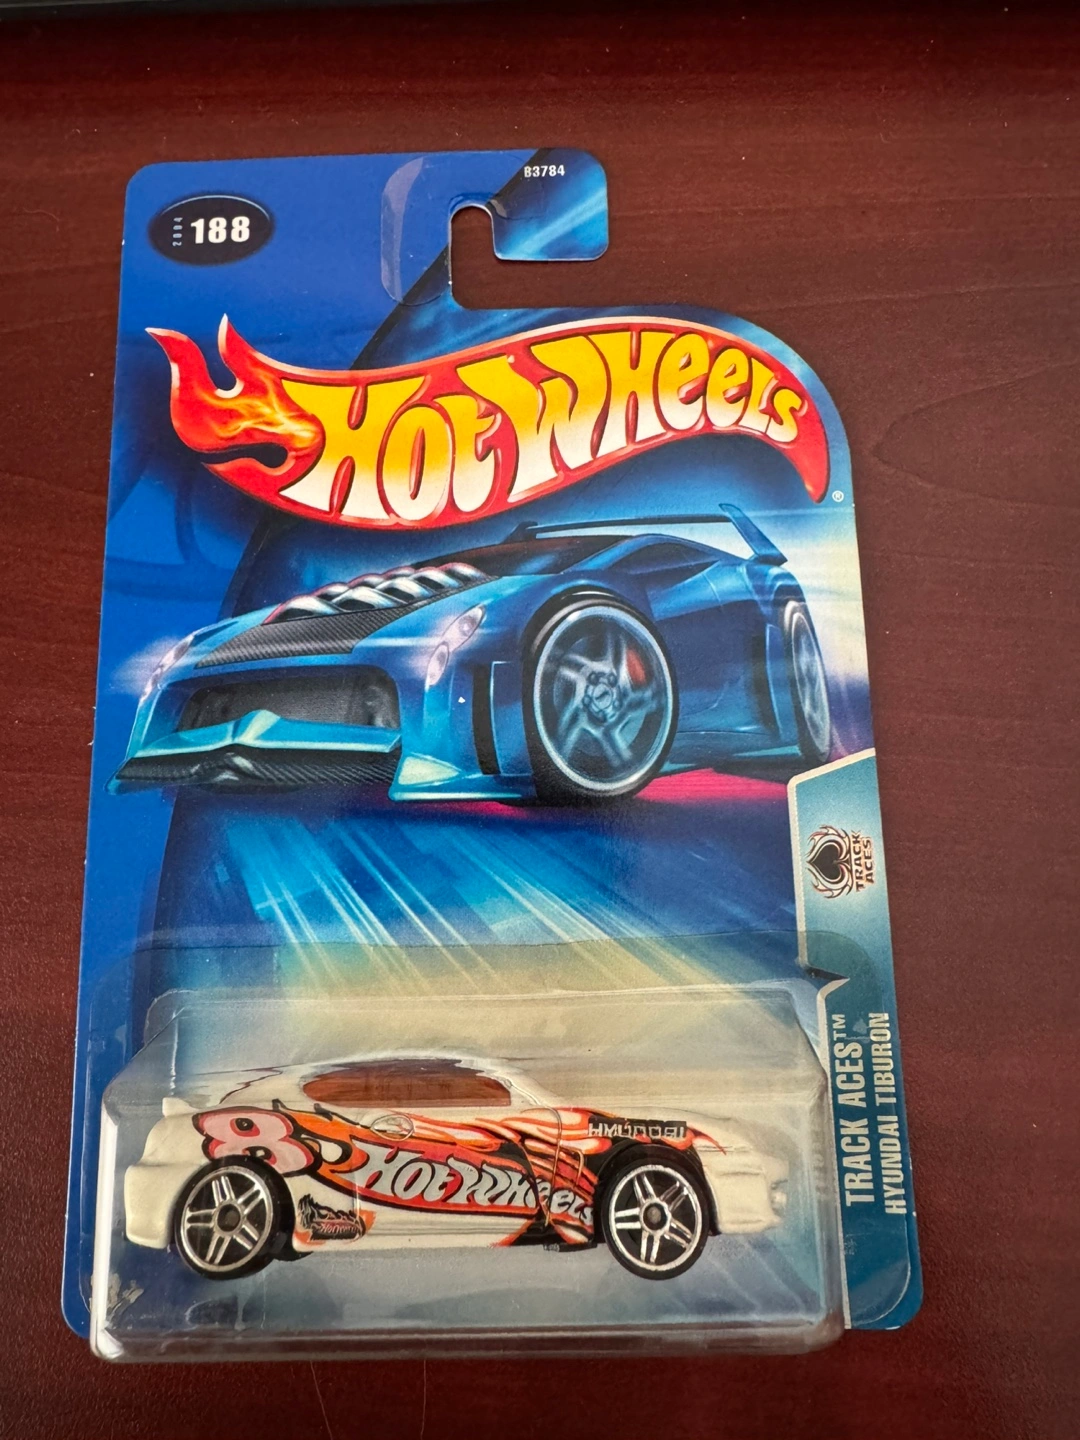 B3784
2004 188
HOT WHEELS ®
TRACK ACES
TRACK ACES™
HYUNDAI TIBURON
8
HOT WHEELS
HYUNDAI